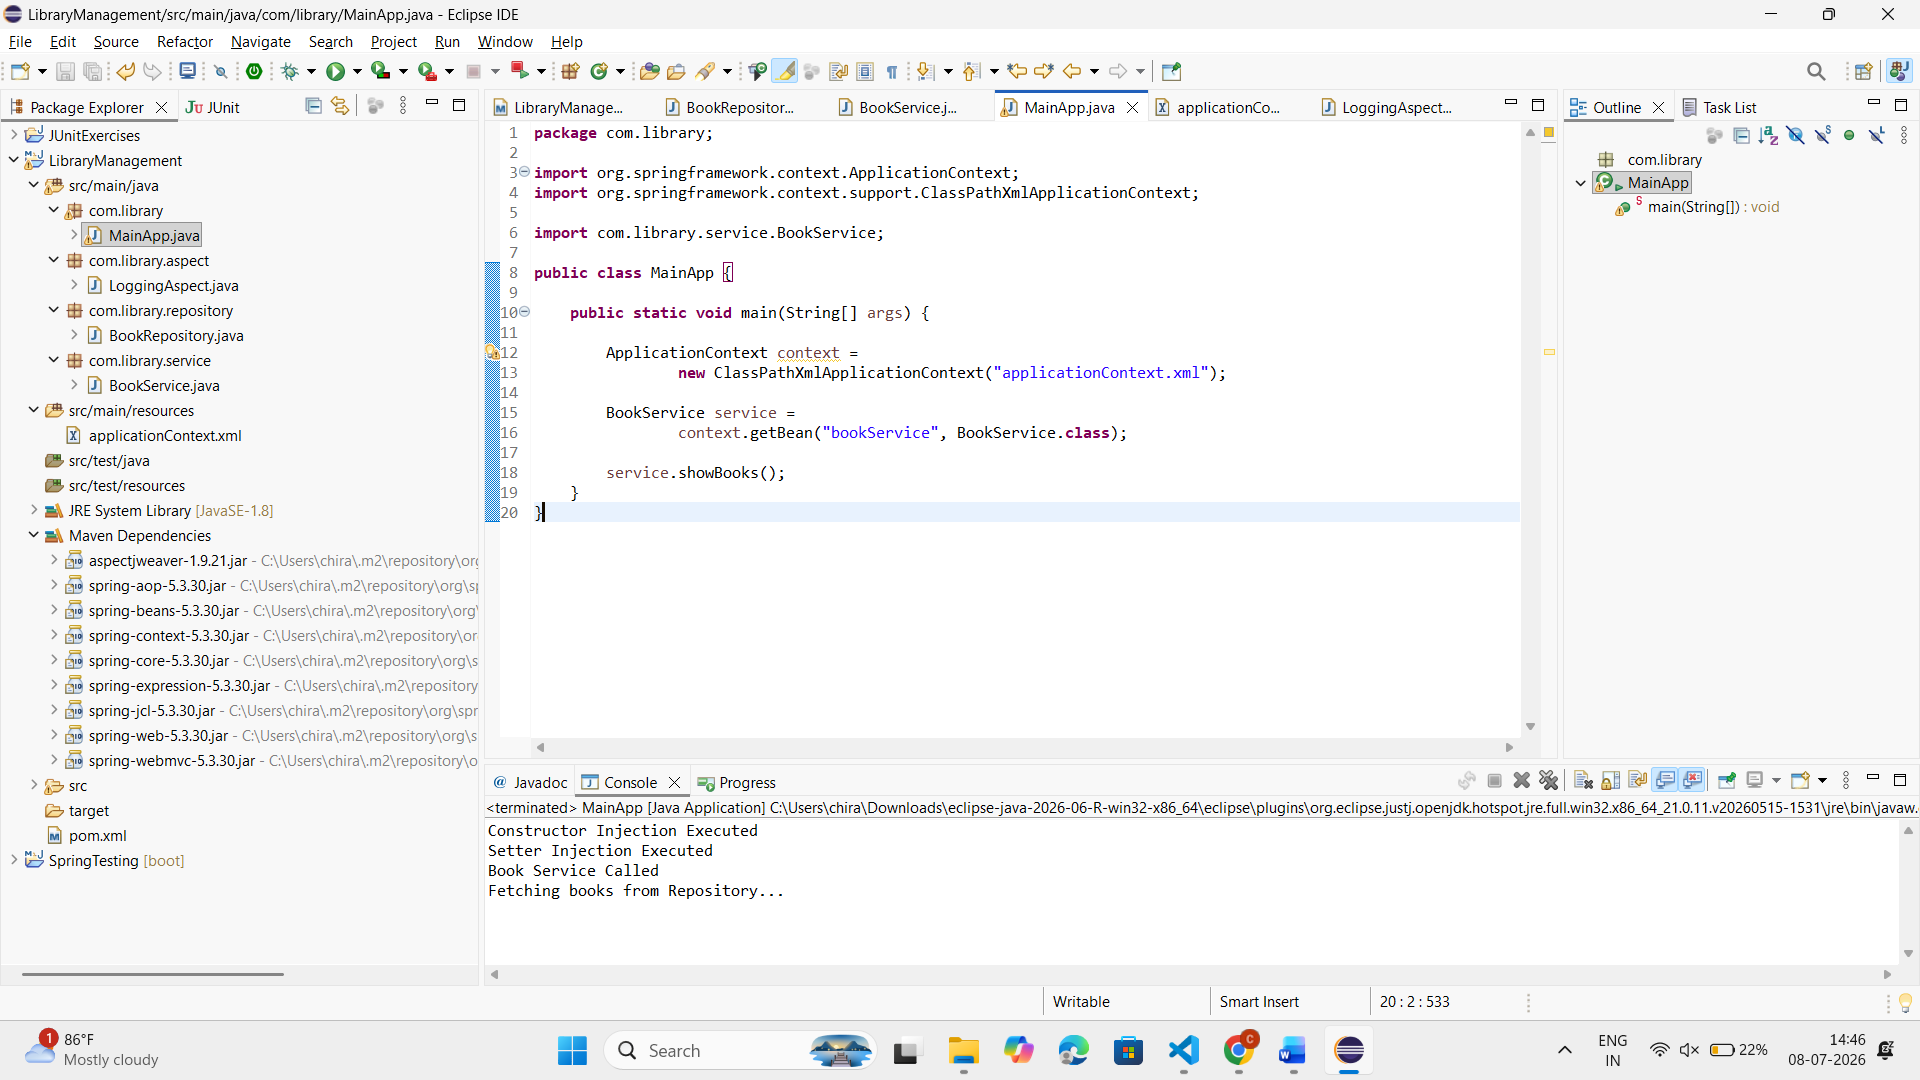 LibraryManagement/src/main/java/com/library/MainApp.java - Eclipse IDE
File Edit Source Refactor Navigate Search Project Run Window Help
Package Explorer
JUnit
JUnitExercises
LibraryManagement
src/main/java
com.library
MainApp.java
com.library.aspect
LoggingAspect.java
com.library.repository
BookRepository.java
com.library.service
BookService.java
src/main/resources
applicationContext.xml
src/test/java
src/test/resources
JRE System Library [JavaSE-1.8]
Maven Dependencies
aspectjweaver-1.9.21.jar - C:\Users\chira\.m2\repository\org
spring-aop-5.3.30.jar - C:\Users\chira\.m2\repository\org\sp
spring-beans-5.3.30.jar - C:\Users\chira\.m2\repository\org\
spring-context-5.3.30.jar - C:\Users\chira\.m2\repository\or
spring-core-5.3.30.jar - C:\Users\chira\.m2\repository\org\s
spring-expression-5.3.30.jar - C:\Users\chira\.m2\repository
spring-jcl-5.3.30.jar - C:\Users\chira\.m2\repository\org\spr
spring-web-5.3.30.jar - C:\Users\chira\.m2\repository\org\s
spring-webmvc-5.3.30.jar - C:\Users\chira\.m2\repository\o
src
target
pom.xml
SpringTesting [boot]
LibraryManage... BookRepositor... BookService.j... MainApp.java applicationCo... LoggingAspect...
1 package com.library;
2
3 import org.springframework.context.ApplicationContext;
4 import org.springframework.context.support.ClassPathXmlApplicationContext;
5
6 import com.library.service.BookService;
7
8 public class MainApp {
9
10 public static void main(String[] args) {
11
12 ApplicationContext context =
13 new ClassPathXmlApplicationContext("applicationContext.xml");
14
15 BookService service =
16 context.getBean("bookService", BookService.class);
17
18 service.showBooks();
19 }
20 }
Outline Task List
com.library
MainApp
main(String[]) : void
Javadoc Console Progress
<terminated> MainApp [Java Application] C:\Users\chira\Downloads\eclipse-java-2026-06-R-win32-x86_64\eclipse\plugins\org.eclipse.justj.openjdk.hotspot.jre.full.win32.x86_64_21.0.11.v20260515-1531\jre\bin\javaw.
Constructor Injection Executed
Setter Injection Executed
Book Service Called
Fetching books from Repository...
Writable Smart Insert 20 : 2 : 533
1
86°F
Mostly cloudy
Search
ENG
IN
22%
14:46
08-07-2026